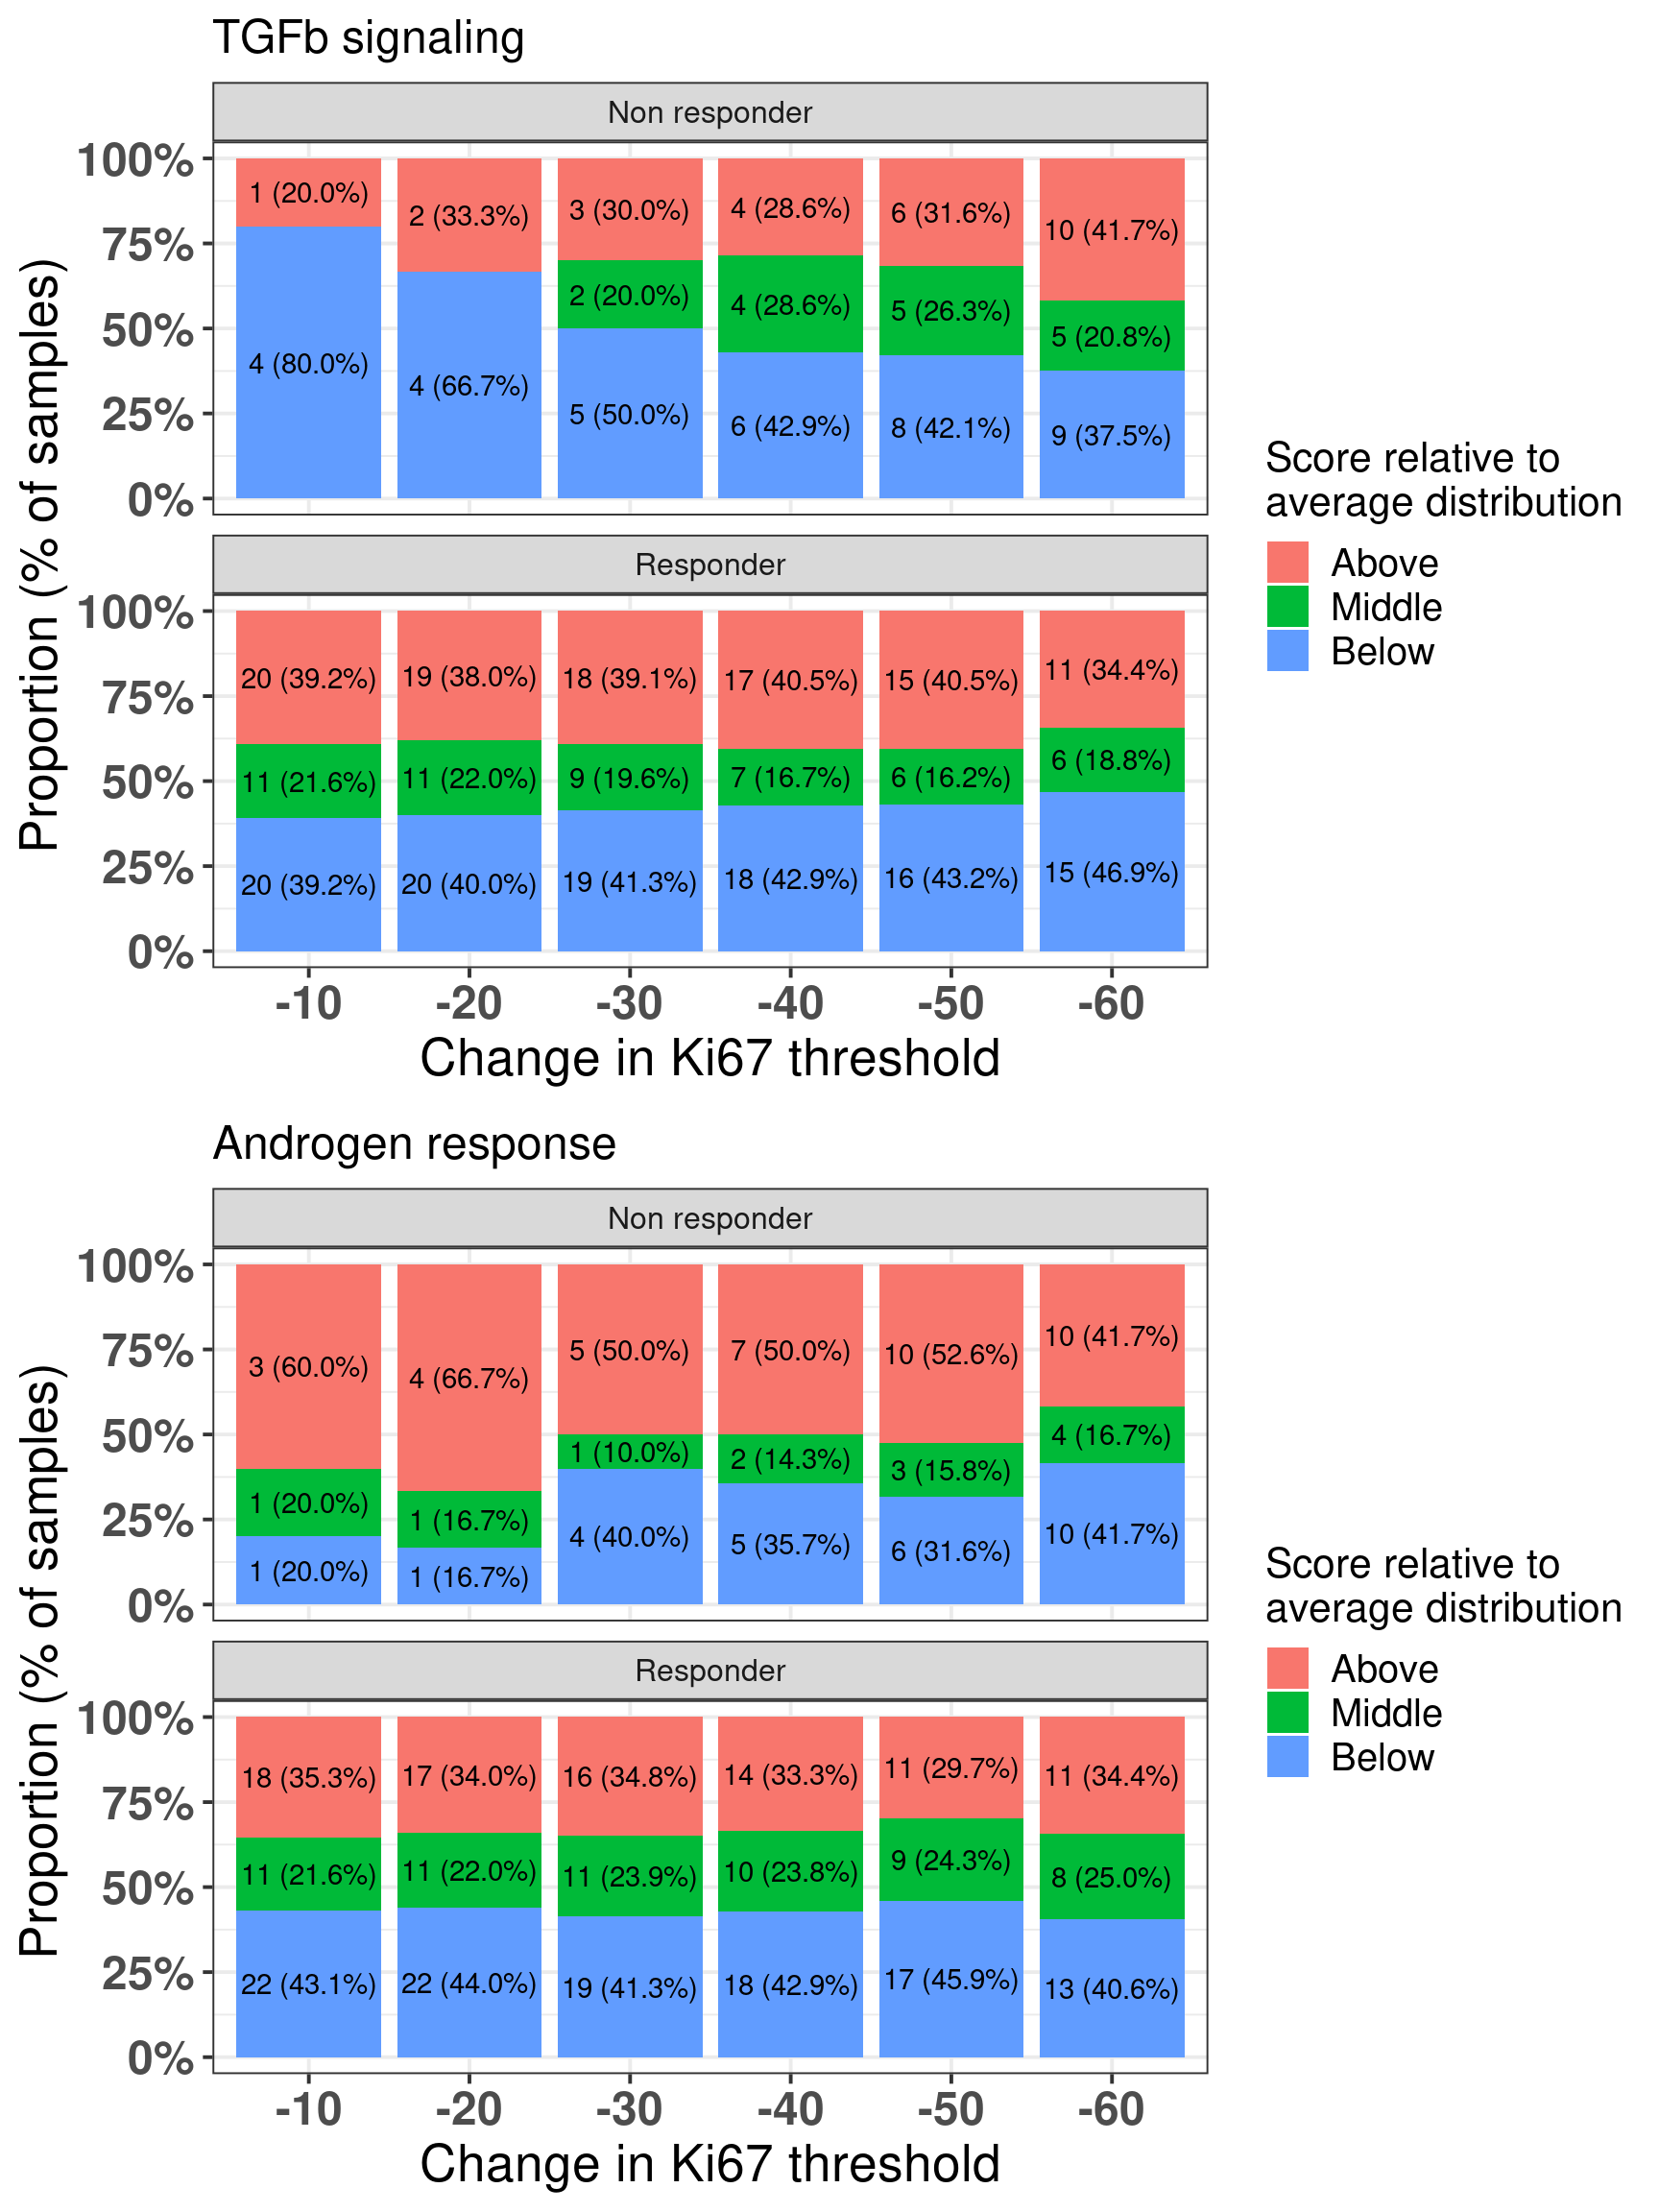 TGFb signaling
Non responder
100%
75%
50%
25%
0%
1 (20.0%) 2 (33.3%) 3 (30.0%) 4 (28.6%) 6 (31.6%) 10 (41.7%)
2 (20.0%) 4 (28.6%) 5 (26.3%) 5 (20.8%)
4 (80.0%) 4 (66.7%) 5 (50.0%) 6 (42.9%) 8 (42.1%) 9 (37.5%)
Responder
100%
75%
50%
25%
0%
20 (39.2%) 19 (38.0%) 18 (39.1%) 17 (40.5%) 15 (40.5%) 11 (34.4%)
11 (21.6%) 11 (22.0%) 9 (19.6%) 7 (16.7%) 6 (16.2%) 6 (18.8%)
20 (39.2%) 20 (40.0%) 19 (41.3%) 18 (42.9%) 16 (43.2%) 15 (46.9%)
-10 -20 -30 -40 -50 -60
Change in Ki67 threshold
Proportion (% of samples)
Score relative to
average distribution
Above
Middle
Below
Androgen response
Non responder
100%
75%
50%
25%
0%
3 (60.0%) 4 (66.7%) 5 (50.0%) 7 (50.0%) 10 (52.6%) 10 (41.7%)
1 (20.0%) 1 (16.7%) 1 (10.0%) 2 (14.3%) 3 (15.8%) 4 (16.7%)
1 (20.0%) 1 (16.7%) 4 (40.0%) 5 (35.7%) 6 (31.6%) 10 (41.7%)
Responder
100%
75%
50%
25%
0%
18 (35.3%) 17 (34.0%) 16 (34.8%) 14 (33.3%) 11 (29.7%) 11 (34.4%)
11 (21.6%) 11 (22.0%) 11 (23.9%) 10 (23.8%) 9 (24.3%) 8 (25.0%)
22 (43.1%) 22 (44.0%) 19 (41.3%) 18 (42.9%) 17 (45.9%) 13 (40.6%)
-10 -20 -30 -40 -50 -60
Change in Ki67 threshold
Proportion (% of samples)
Score relative to
average distribution
Above
Middle
Below